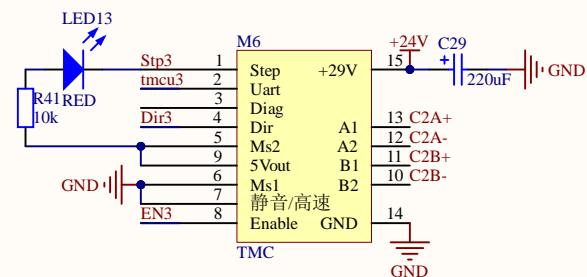 LED13
RED
R41
10k
Stp3
tmcu3
Dir3
EN3
GND
M6
1 Step
2 Uart
3 Diag
4 Dir
5 Ms2
9 5Vout
6 Ms1
7 静音/高速
8 Enable
+29V 15
A1 13 C2A+
A2 12 C2A-
B1 11 C2B+
B2 10 C2B-
GND 14
TMC
+24V
C29
+
220uF
GND
GND